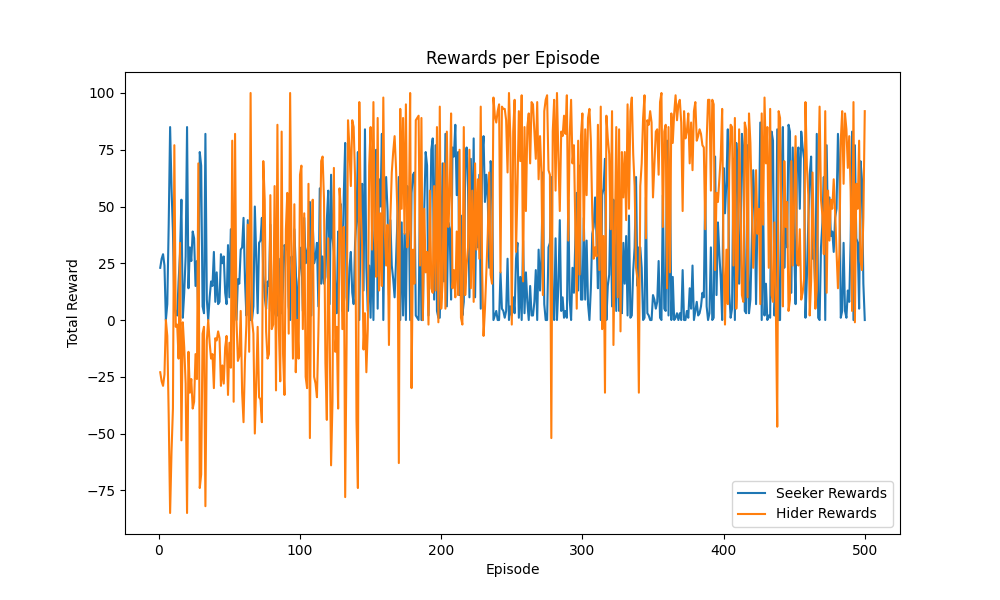 Rewards per Episode
Total Reward
100
75
50
25
0
−25
−50
−75
0 100 200 300 400 500
Episode
Seeker Rewards
Hider Rewards